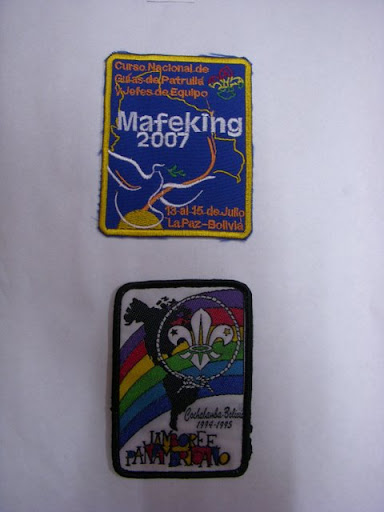 Curso Nacional de
Guias de Patrulla
y Jefes de Equipo
Mafeking
2007
13 al 15 de Julio
La Paz-Bolivia
Cochabamba-Bolivia
1994-1995
JAMBOREE
PANAMERICANO